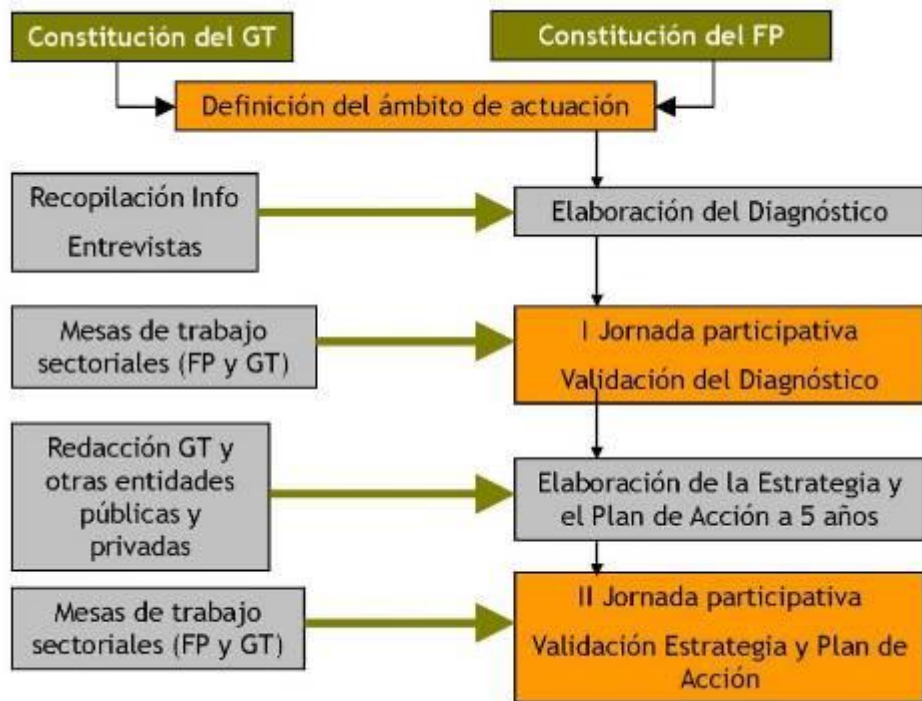 Constitución del GT
Constitución del FP
Definición del ámbito de actuación
Recopilación Info
Entrevistas
Elaboración del Diagnóstico
Mesas de trabajo
sectoriales (FP y GT)
I Jornada participativa
Validación del Diagnóstico
Redacción GT y
otras entidades
públicas y
privadas
Elaboración de la Estrategia y
el Plan de Acción a 5 años
Mesas de trabajo
sectoriales (FP y GT)
II Jornada participativa
Validación Estrategia y Plan de
Acción